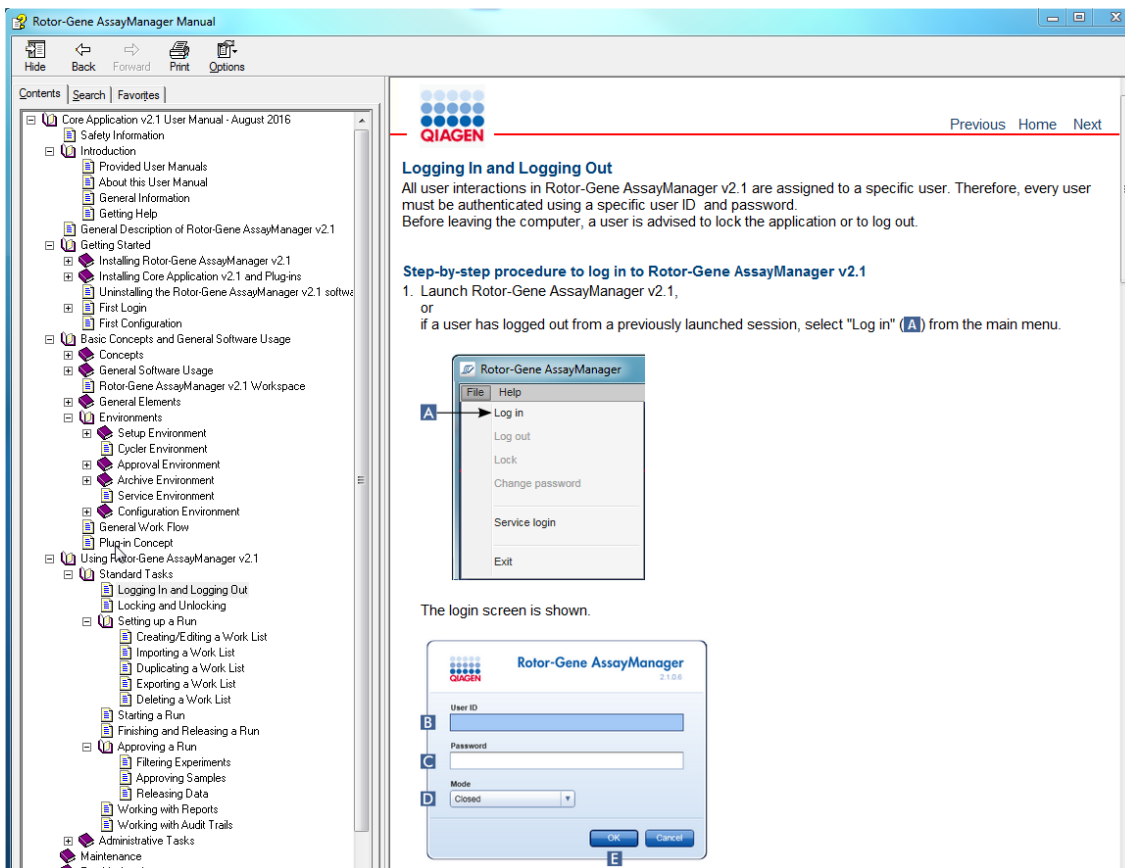 Rotor-Gene AssayManager Manual
Hide Back Forward Print Options
Contents Search Favorites
Core Application v2.1 User Manual - August 2016
Safety Information
Introduction
Provided User Manuals
About this User Manual
General Information
Getting Help
General Description of Rotor-Gene AssayManager v2.1
Getting Started
Installing Rotor-Gene AssayManager v2.1
Installing Core Application v2.1 and Plug-ins
Uninstalling the Rotor-Gene AssayManager v2.1 softwa
First Login
First Configuration
Basic Concepts and General Software Usage
Concepts
General Software Usage
Rotor-Gene AssayManager v2.1 Workspace
General Elements
Environments
Setup Environment
Cycler Environment
Approval Environment
Archive Environment
Service Environment
Configuration Environment
General Work Flow
Plug-in Concept
Using Rotor-Gene AssayManager v2.1
Standard Tasks
Logging In and Logging Out
Locking and Unlocking
Setting up a Run
Creating/Editing a Work List
Importing a Work List
Duplicating a Work List
Exporting a Work List
Deleting a Work List
Starting a Run
Finishing and Releasing a Run
Approving a Run
Filtering Experiments
Approving Samples
Releasing Data
Working with Reports
Working with Audit Trails
Administrative Tasks
Maintenance
QIAGEN
Previous Home Next
Logging In and Logging Out
All user interactions in Rotor-Gene AssayManager v2.1 are assigned to a specific user. Therefore, every user
must be authenticated using a specific user ID and password.
Before leaving the computer, a user is advised to lock the application or to log out.
Step-by-step procedure to log in to Rotor-Gene AssayManager v2.1
1. Launch Rotor-Gene AssayManager v2.1,
or
if a user has logged out from a previously launched session, select "Log in" (A) from the main menu.
Rotor-Gene AssayManager
File Help
A Log in
Log out
Lock
Change password
Service login
Exit
The login screen is shown.
QIAGEN Rotor-Gene AssayManager
2.1.0.6
User ID
B
Password
C
Mode
D Closed
OK Cancel
E